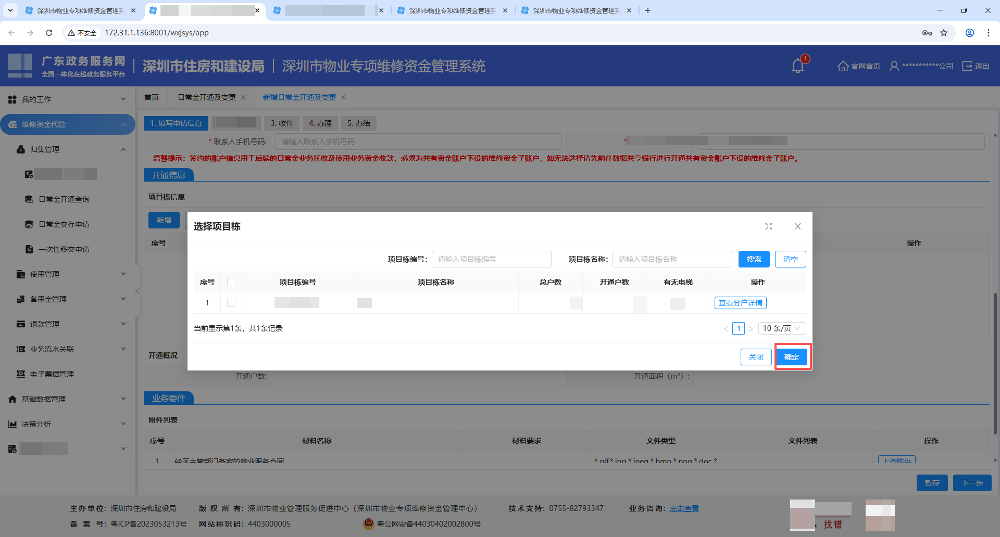 深圳市物业专项维修资金管理系
深圳市物业专项维修资金管理系
深圳市物业专项维修资金管理系
不安全 172.31.1.136:8001/wxjsys/app
广东政务服务网
全国一体化在线政务服务平台
深圳市住房和建设局
深圳市物业专项维修资金管理系统
1
官网首页
***********公司
退出
我的工作
维修资金代管
归集管理
日常金开通查询
日常金交存申请
一次性移交申请
使用管理
备用金管理
退款管理
业务流水关联
电子票据管理
基础数据管理
决策分析
首页 日常金开通及变更 新增日常金开通及变更
1. 填写申请信息 3. 收件 4. 办理 5. 办结
* 联系人手机号码: 请输入联系人手机号码 *
温馨提示：签约的账户信息用于后续的日常金业务托收及使用业务资金收款，必须为共有资金账户下设的维修资金子账户，如无法选择请先前往数据共享银行进行开通共有资金账户下设的维修金子账户。
开通信息
项目栋信息
新增
序号 操作
选择项目栋
项目栋编号: 请输入项目栋编号 项目栋名称: 请输入项目栋名称 搜索 清空
序号 项目栋编号 项目栋名称 总户数 开通户数 有无电梯 操作
1 查看分户详情
当前显示第1条，共1条记录 1 10 条/页
关闭 确定
开通概况
开通户数: 开通面积（m²）:
业务要件
附件列表
序号 材料名称 材料要求 文件类型 文件列表 操作
1 经区主管部门备案的物业服务合同 *.gif,*.jpg,*.jpeg,*.bmp,*.png,*.doc,*. 上传附件
暂存 下一步
主办单位：深圳市住房和建设局 版权所有：深圳市物业管理服务促进中心（深圳市物业专项维修资金管理中心） 技术支持：0755-82793347 业务咨询：点击查看
备案号：粤ICP备2023053213号 网站标识码：4403000005 粤公网安备44030402002800号
找错